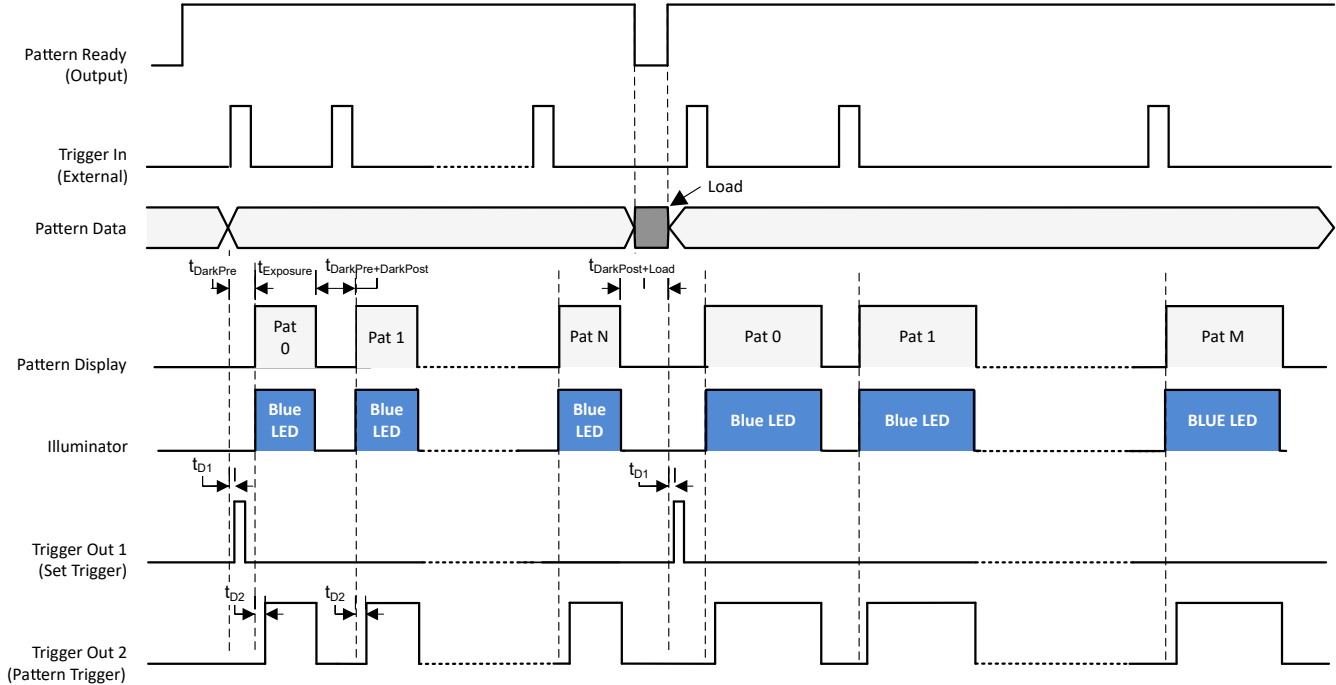 Pattern Ready
(Output)
Trigger In
(External)
Load
Pattern Data
tDarkPre
tExposure
tDarkPre+DarkPost
tDarkPost+Load
Pat
0
Pat 1
Pat N
Pat 0
Pat 1
Pat M
Pattern Display
Blue
LED
Blue
LED
Blue
LED
Blue LED
Blue LED
BLUE LED
Illuminator
tD1
tD1
Trigger Out 1
(Set Trigger)
tD2
tD2
Trigger Out 2
(Pattern Trigger)